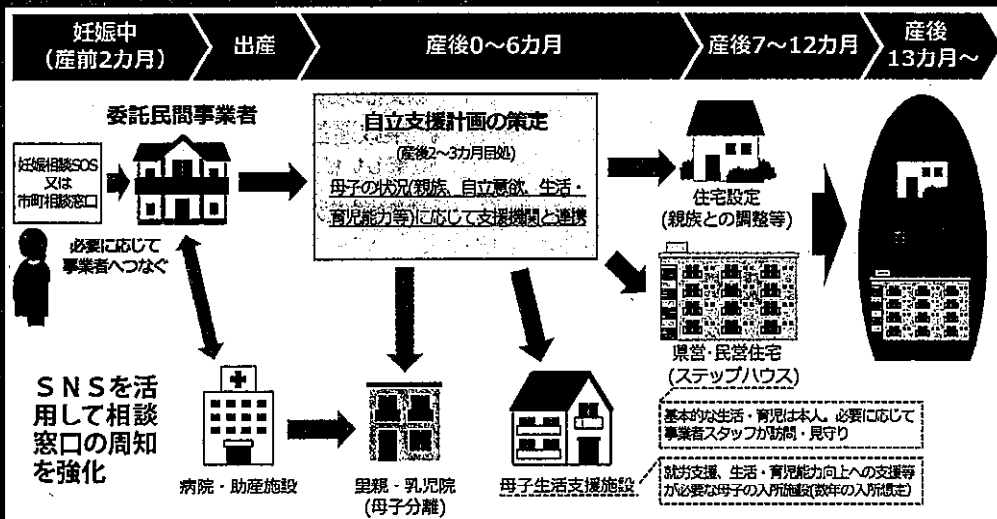 妊娠中
(産前2カ月)
出産
産後0～6カ月
産後7～12カ月
産後
13カ月～
委託民間事業者
妊娠相談SOS
又は
市町相談窓口
必要に応じて
事業者へつなぐ
自立支援計画の策定
(産後2～3カ月目処)
母子の状況(親族、自立意欲、生活・
育児能力等)に応じて支援機関と連携
住宅設定
(親族との調整等)
県営・民営住宅
(ステップハウス)
基本的な生活・育児は本人。必要に応じて
事業者スタッフが訪問・見守り
SNSを活
用して相談
窓口の周知
を強化
病院・助産施設
里親・乳児院
(母子分離)
母子生活支援施設
就労支援、生活・育児能力向上への支援等
が必要な母子の入所施設(数年の入所想定)